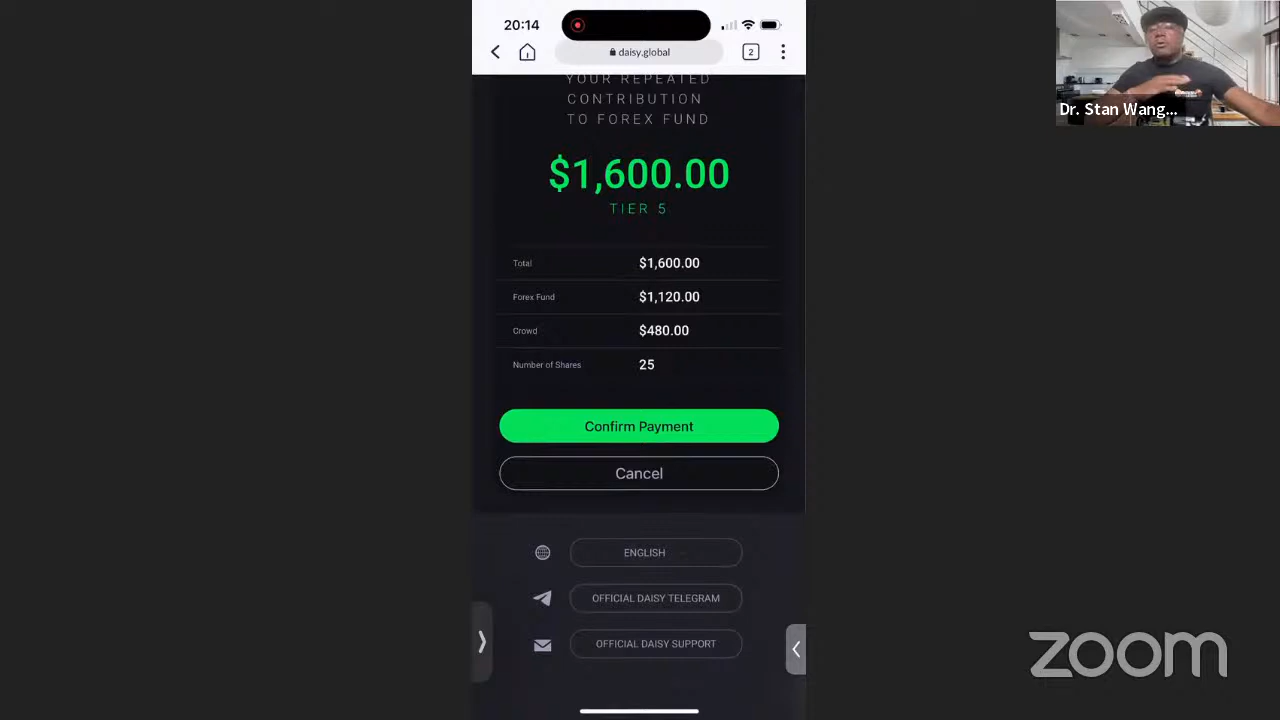 20:14
daisy.global
2
Dr. Stan Wang...
YOUR REPEATED
CONTRIBUTION
TO FOREX FUND
$1,600.00
TIER 5
Total $1,600.00
Forex Fund $1,120.00
Crowd $480.00
Number of Shares 25
Confirm Payment
Cancel
ENGLISH
OFFICIAL DAISY TELEGRAM
OFFICIAL DAISY SUPPORT
zoom